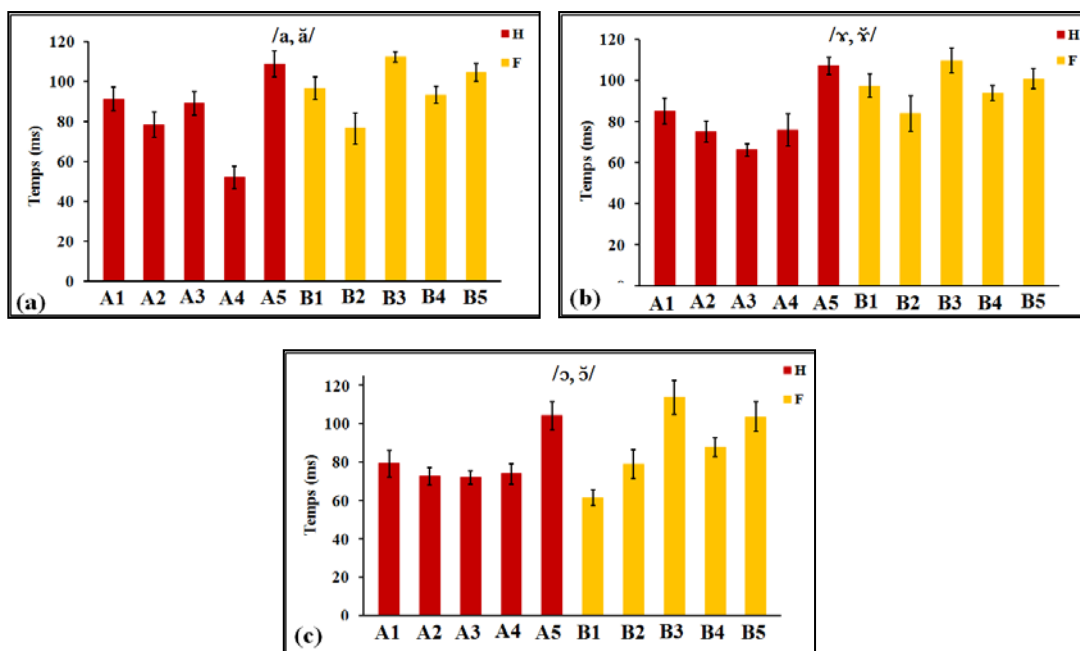 /a, ă/
H
F
Temps (ms)
120
100
80
60
40
20
0
A1 A2 A3 A4 A5 B1 B2 B3 B4 B5
(a)
/ɤ, ɤ̆/
H
F
Temps (ms)
120
100
80
60
40
20
A1 A2 A3 A4 A5 B1 B2 B3 B4 B5
(b)
/ɔ, ɔ̆/
H
F
Temps (ms)
120
100
80
60
40
20
0
A1 A2 A3 A4 A5 B1 B2 B3 B4 B5
(c)